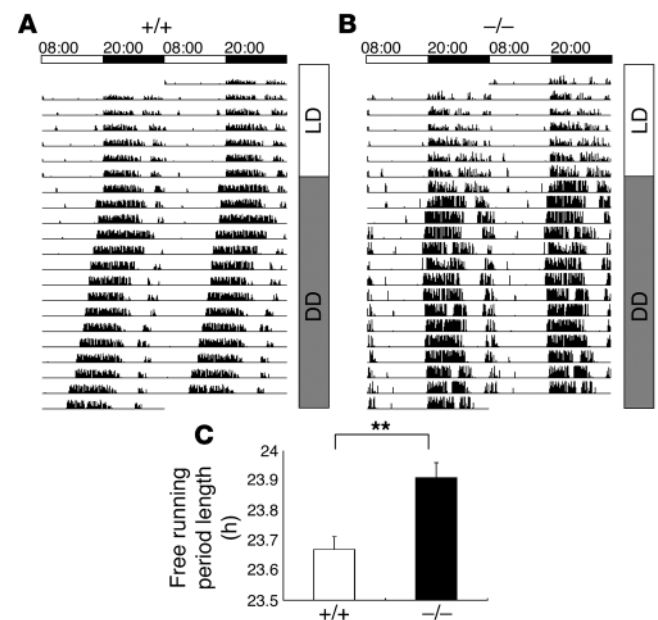 A +/+
08:00 20:00 08:00 20:00
LD
DD
B –/–
08:00 20:00 08:00 20:00
LD
DD
C
**
Free running
period length
(h)
24
23.9
23.8
23.7
23.6
23.5
+/+ –/–